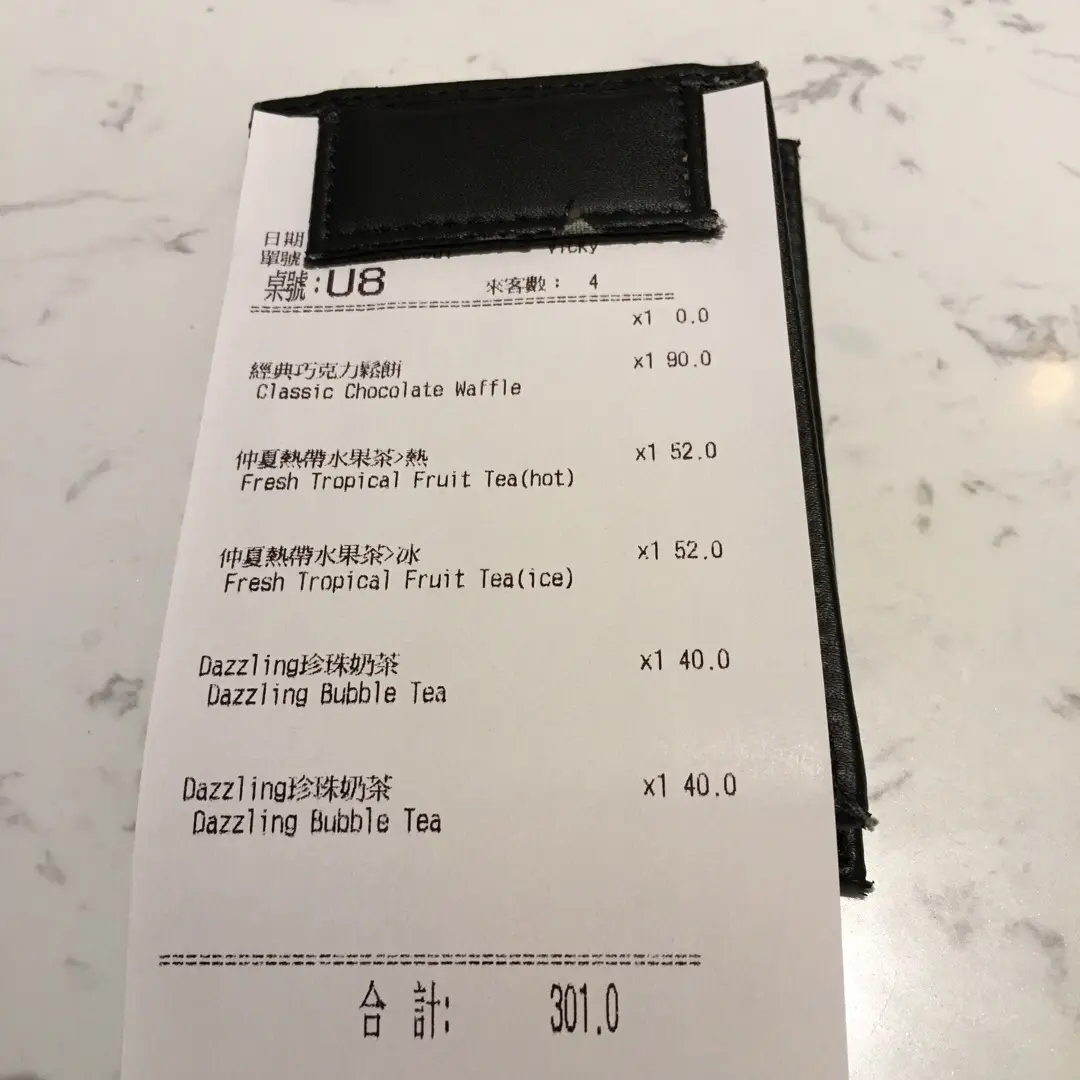 日期
單號 Vicky
桌號:U8 來客數: 4
x1 0.0
經典巧克力鬆餅 x1 90.0
Classic Chocolate Waffle
仲夏熱帶水果茶>熱 x1 52.0
Fresh Tropical Fruit Tea(hot)
仲夏熱帶水果茶>冰 x1 52.0
Fresh Tropical Fruit Tea(ice)
Dazzling珍珠奶茶 x1 40.0
Dazzling Bubble Tea
Dazzling珍珠奶茶 x1 40.0
Dazzling Bubble Tea
合計: 301.0